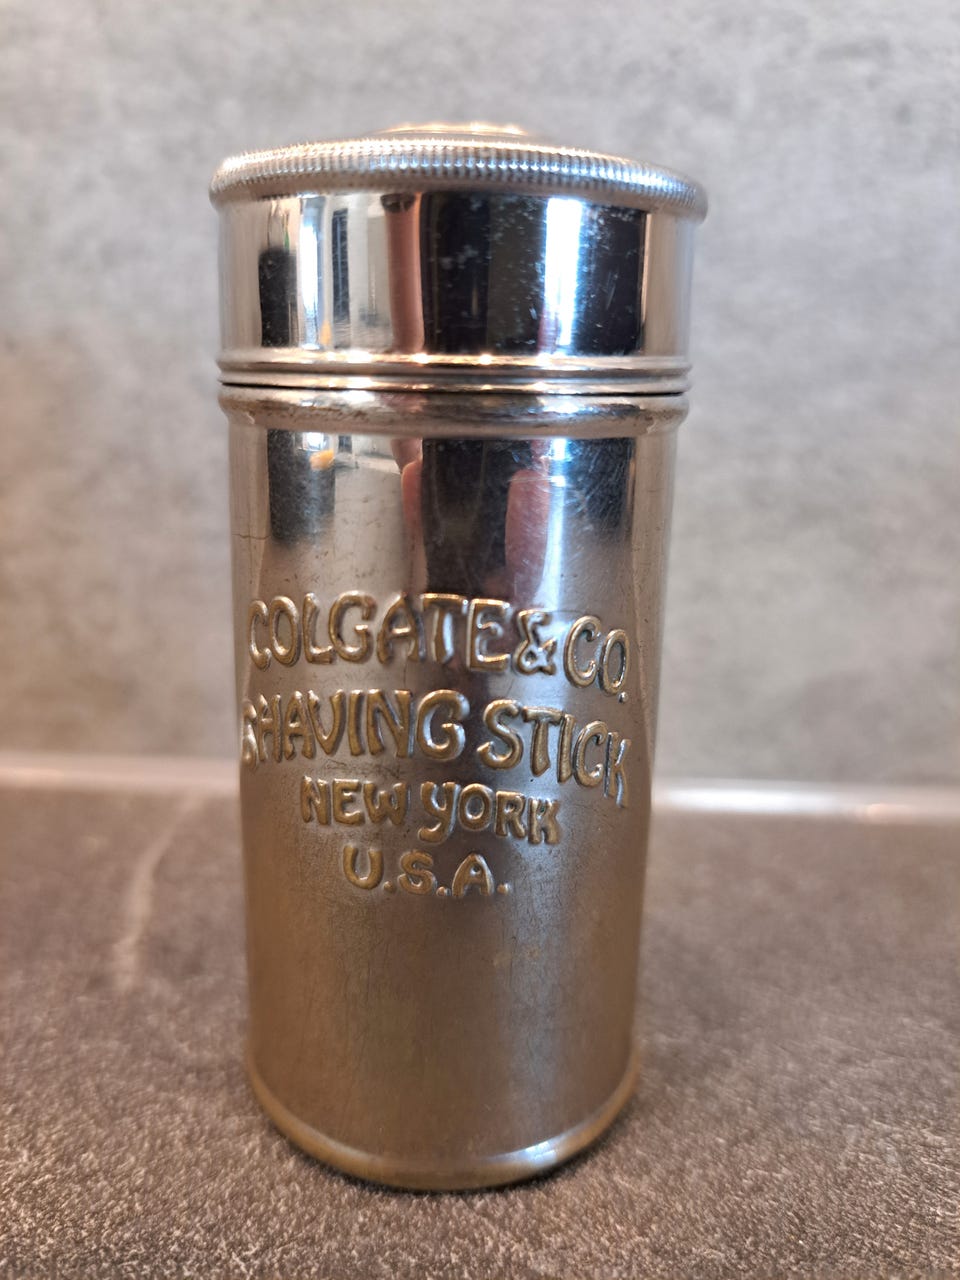 COLGATE & CO.
SHAVING STICK
NEW YORK
U.S.A.